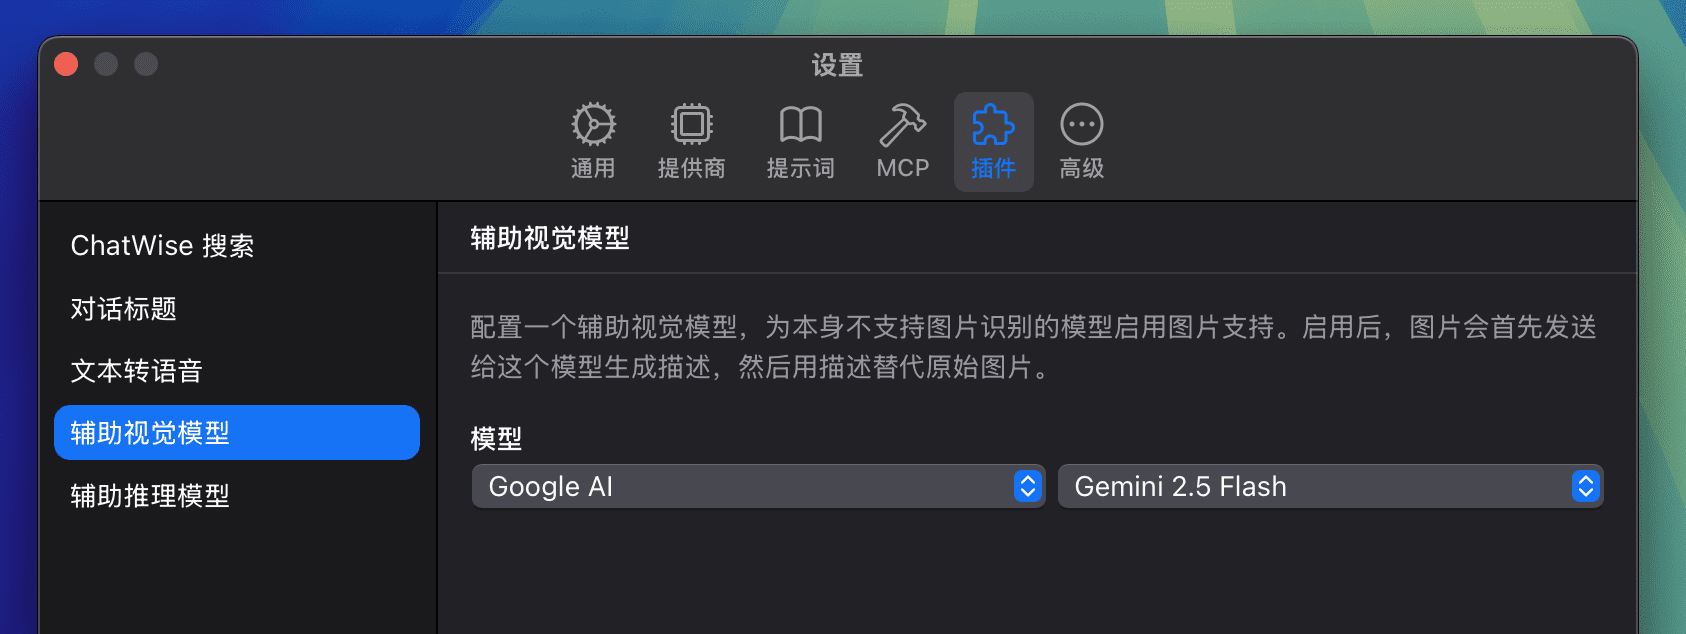 设置
通用
提供商
提示词
MCP
插件
高级
ChatWise 搜索
对话标题
文本转语音
辅助视觉模型
辅助推理模型
辅助视觉模型
配置一个辅助视觉模型，为本身不支持图片识别的模型启用图片支持。启用后，图片会首先发送
给这个模型生成描述，然后用描述替代原始图片。
模型
Google AI
Gemini 2.5 Flash